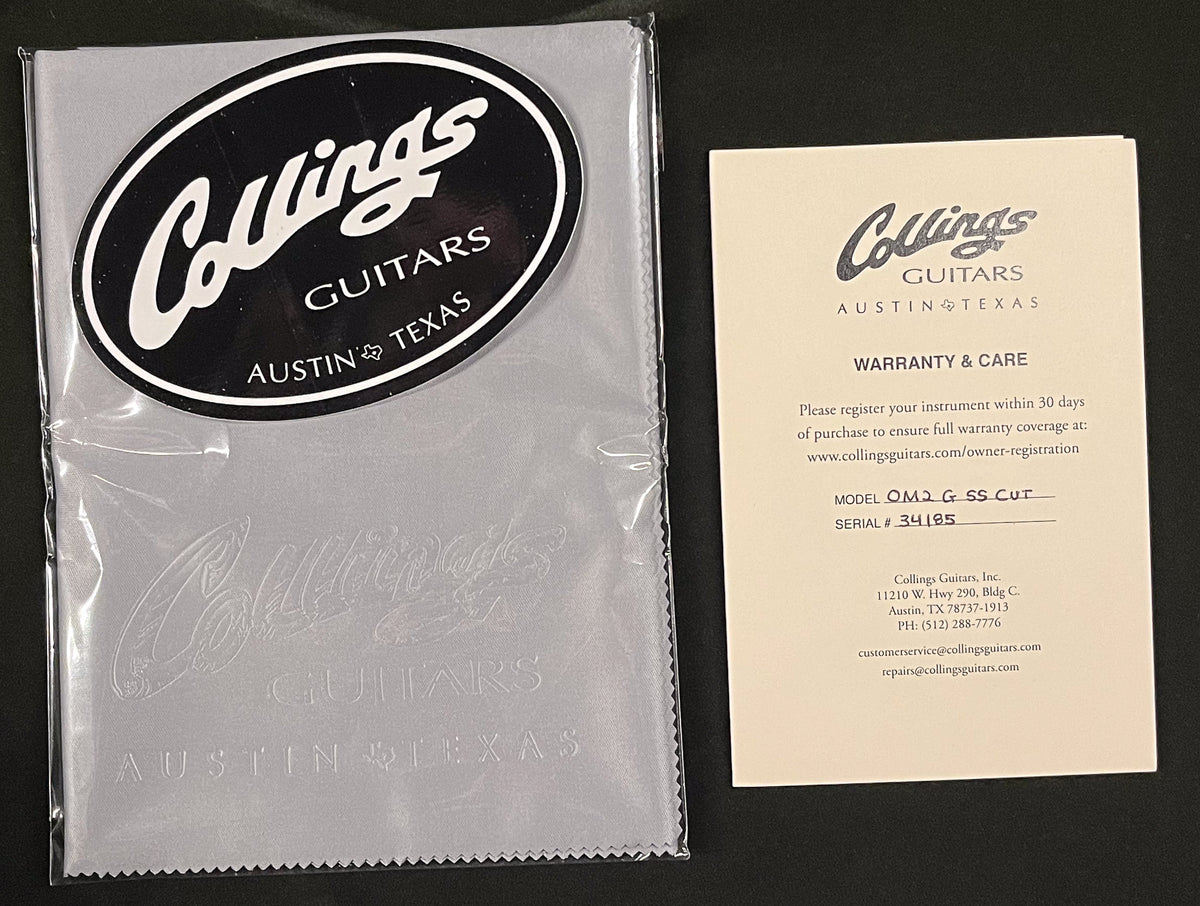 Collings
GUITARS
AUSTIN TEXAS
Collings
GUITARS
AUSTIN TEXAS
Collings
GUITARS
AUSTIN TEXAS
WARRANTY & CARE
Please register your instrument within 30 days
of purchase to ensure full warranty coverage at:
www.collingsguitars.com/owner-registration
MODEL OM2 G SS CUT
SERIAL # 34185
Collings Guitars, Inc.
11210 W. Hwy 290, Bldg C.
Austin, TX 78737-1913
PH: (512) 288-7776
customerservice@collingsguitars.com
repairs@collingsguitars.com